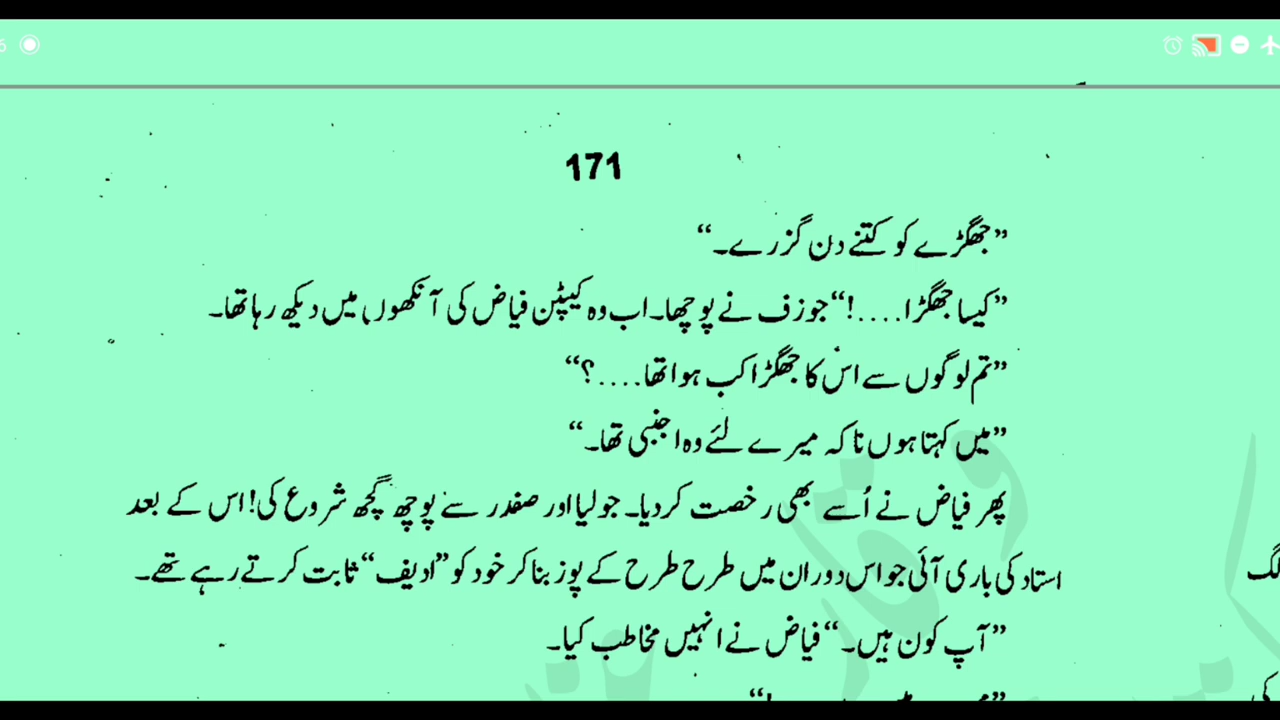 171
”جھگڑے کو کتنے دن گزرے۔“
”کیسا جھگڑا....!“ جوزف نے پوچھا۔ اب وہ کیپٹن فیاض کی آنکھوں میں دیکھ رہا تھا۔
”تم لوگوں سے اس کا جھگڑا کب ہوا تھا....؟“
”میں کہتا ہوں نا کہ میرے لئے وہ اجنبی تھا۔“
پھر فیاض نے اُسے بھی رخصت کر دیا۔ جولیا اور صفدر سے پوچھ گچھ شروع کی! اس کے بعد
استاد کی باری آئی جو اس دوران میں طرح طرح کے پوز بنا کر خود کو ”ادیف“ ثابت کرتے رہے تھے۔
”آپ کون ہیں۔“ فیاض نے انہیں مخاطب کیا۔